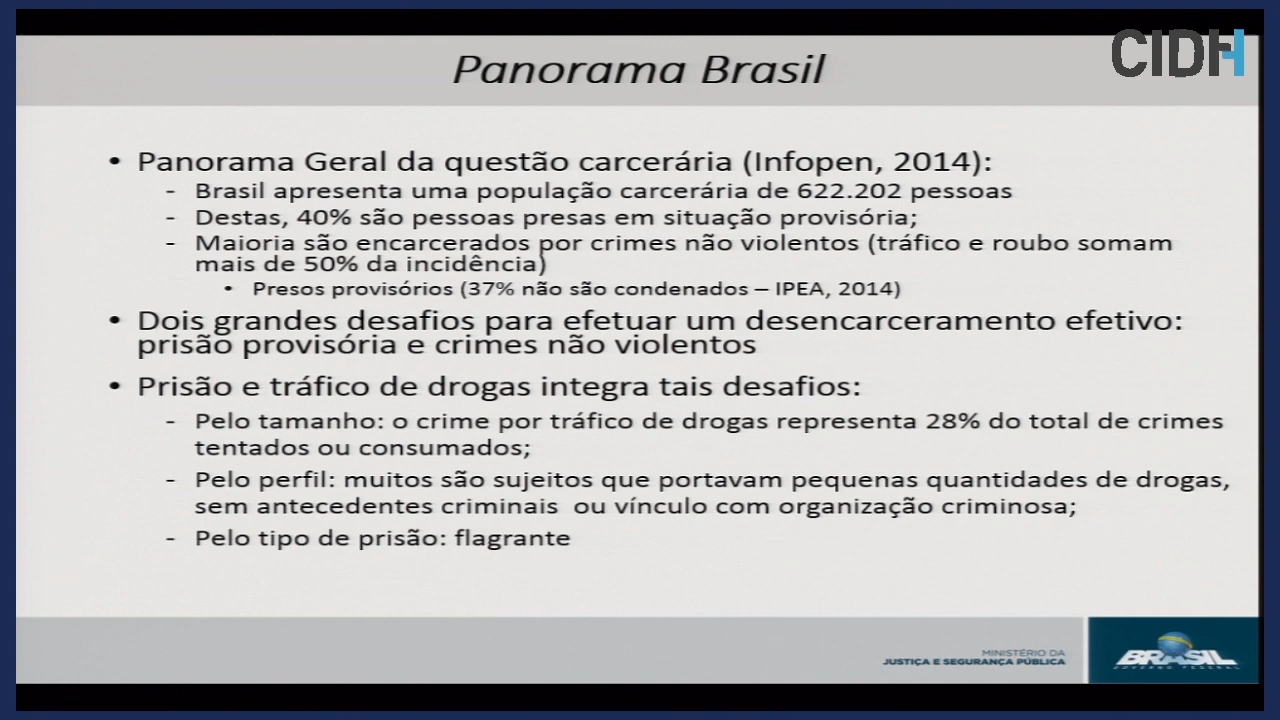 CIDH
Panorama Brasil
• Panorama Geral da questão carcerária (Infopen, 2014):
- Brasil apresenta uma população carcerária de 622.202 pessoas
- Destas, 40% são pessoas presas em situação provisória;
- Maioria são encarcerados por crimes não violentos (tráfico e roubo somam
mais de 50% da incidência)
• Presos provisórios (37% não são condenados – IPEA, 2014)
• Dois grandes desafios para efetuar um desencarceramento efetivo:
prisão provisória e crimes não violentos
• Prisão e tráfico de drogas integra tais desafios:
- Pelo tamanho: o crime por tráfico de drogas representa 28% do total de crimes
tentados ou consumados;
- Pelo perfil: muitos são sujeitos que portavam pequenas quantidades de drogas,
sem antecedentes criminais ou vínculo com organização criminosa;
- Pelo tipo de prisão: flagrante
MINISTÉRIO DA
JUSTIÇA E SEGURANÇA PÚBLICA
BRASIL
GOVERNO FEDERAL